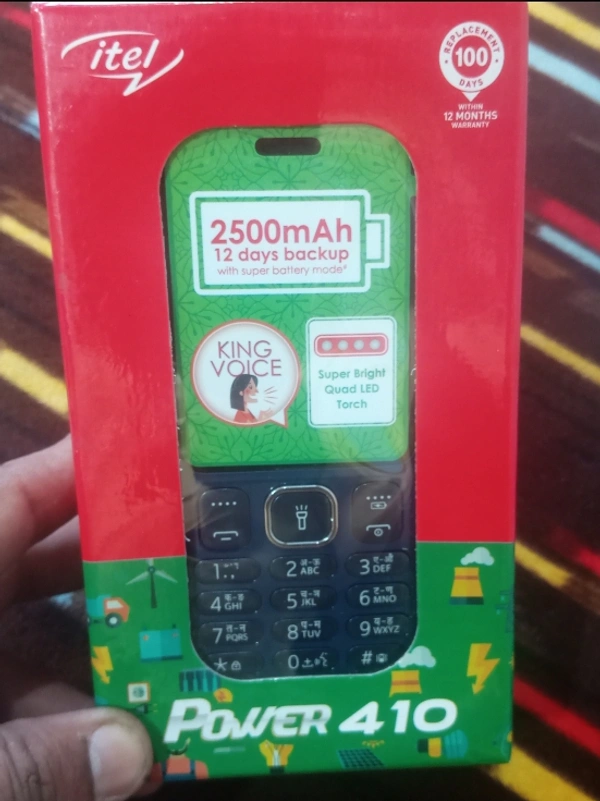 itel
REPLACEMENT
100
DAYS
WITHIN
12 MONTHS
WARRANTY
2500mAh
12 days backup
with super battery mode*
KING
VOICE
Super Bright
Quad LED
Torch
1
2 अ-अः ABC
3 DEF
4 क-ङ GHI
5 च-ञ JKL
6 ट-ण MNO
7 त-न PQRS
8 प-म TUV
9 य-ह WXYZ
*
0
#
POWER 410